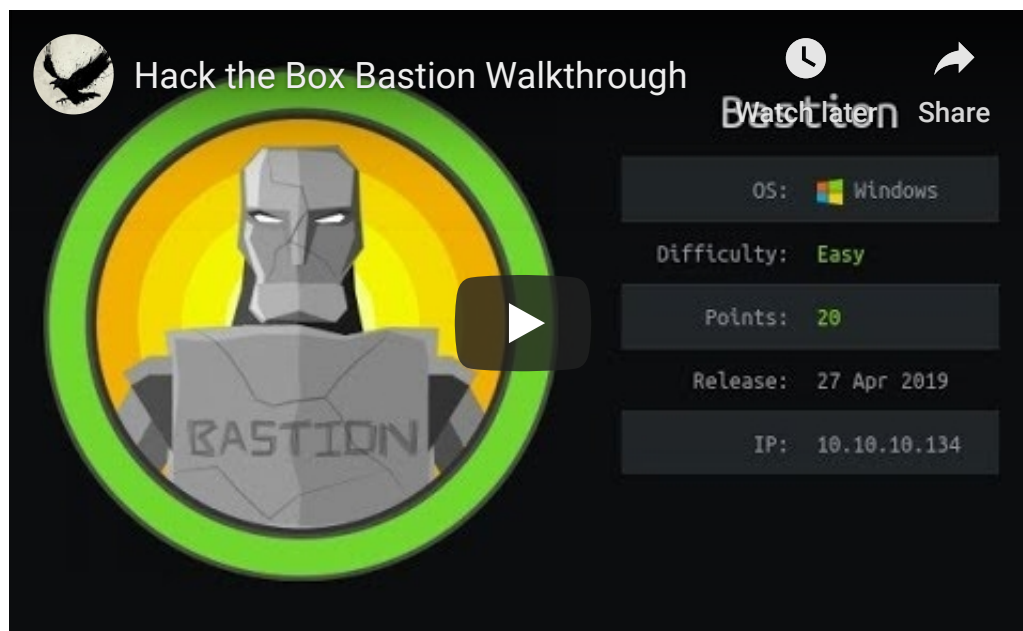 Hack the Box Bastion Walkthrough
Bastion
Watch later
Share
OS: Windows
Difficulty: Easy
Points: 20
Release: 27 Apr 2019
IP: 10.10.10.134
BASTION